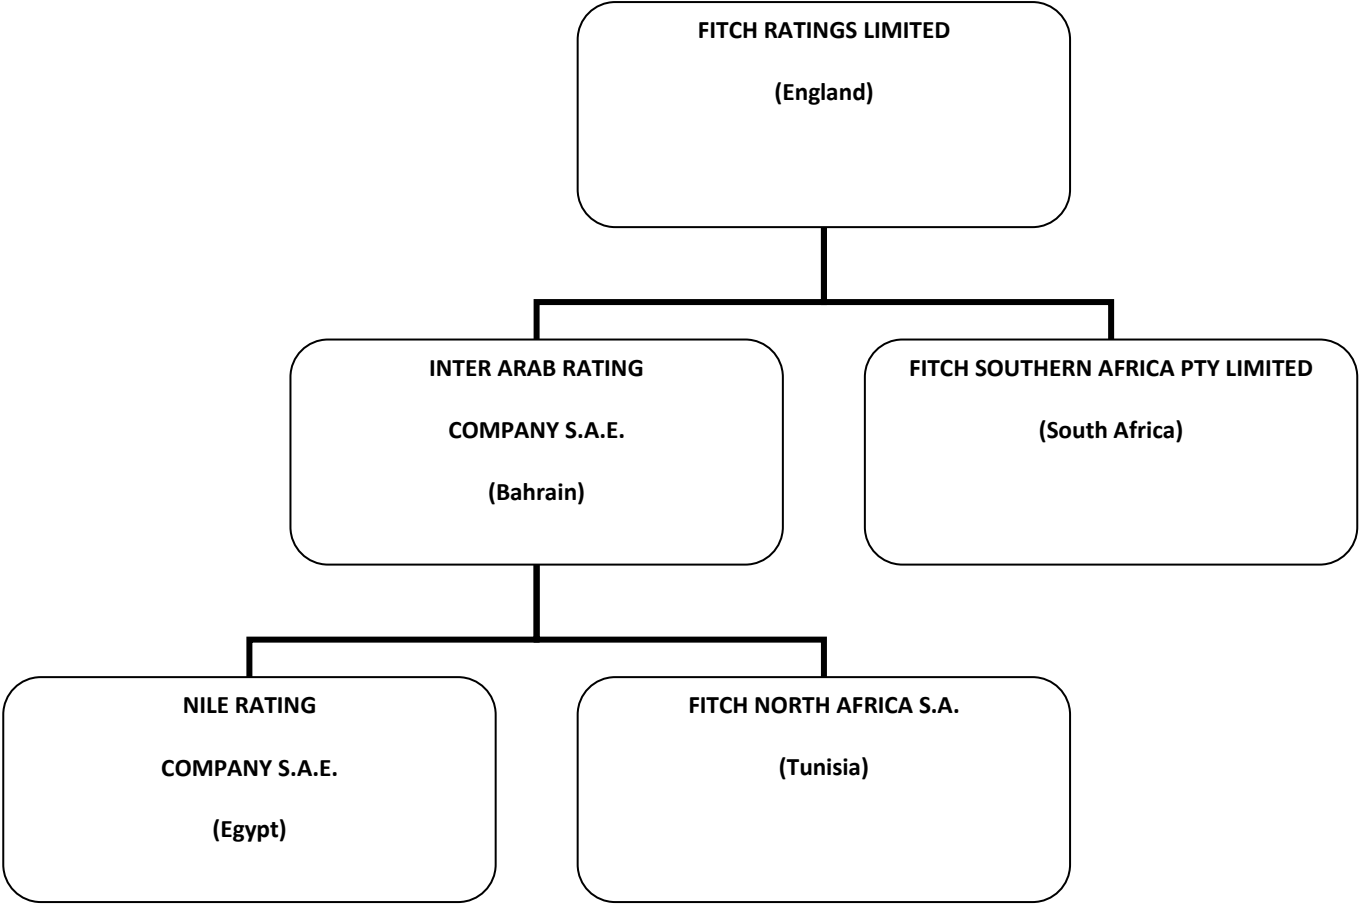 FITCH RATINGS LIMITED
(England)
INTER ARAB RATING
COMPANY S.A.E.
(Bahrain)
FITCH SOUTHERN AFRICA PTY LIMITED
(South Africa)
NILE RATING
COMPANY S.A.E.
(Egypt)
FITCH NORTH AFRICA S.A.
(Tunisia)